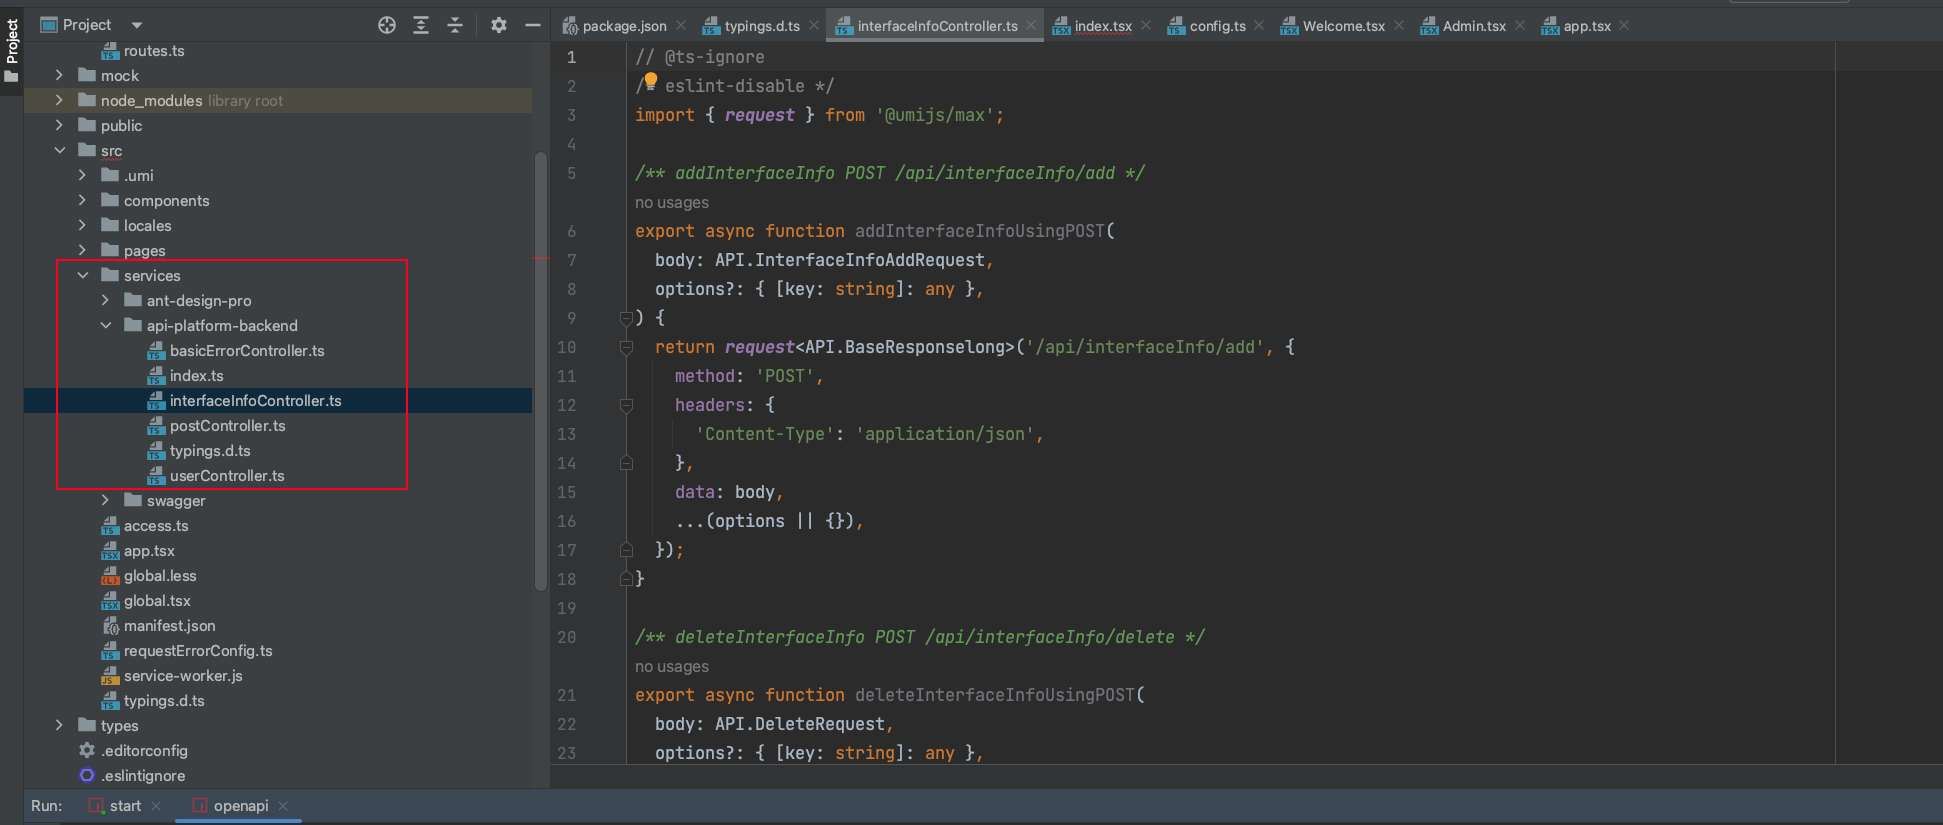 Project
Project
routes.ts
mock
node_modules library root
public
src
.umi
components
locales
pages
services
ant-design-pro
api-platform-backend
basicErrorController.ts
index.ts
interfaceInfoController.ts
postController.ts
typings.d.ts
userController.ts
swagger
access.ts
app.tsx
global.less
global.tsx
manifest.json
requestErrorConfig.ts
service-worker.js
typings.d.ts
types
.editorconfig
.eslintignore
package.json typings.d.ts interfaceInfoController.ts index.tsx config.ts Welcome.tsx Admin.tsx app.tsx
1 // @ts-ignore
2 / eslint-disable */
3 import { request } from '@umijs/max';
4
5 /** addInterfaceInfo POST /api/interfaceInfo/add */
no usages
6 export async function addInterfaceInfoUsingPOST(
7 body: API.InterfaceInfoAddRequest,
8 options?: { [key: string]: any },
9 ) {
10 return request<API.BaseResponselong>('/api/interfaceInfo/add', {
11 method: 'POST',
12 headers: {
13 'Content-Type': 'application/json',
14 },
15 data: body,
16 ...(options || {}),
17 });
18 }
19
20 /** deleteInterfaceInfo POST /api/interfaceInfo/delete */
no usages
21 export async function deleteInterfaceInfoUsingPOST(
22 body: API.DeleteRequest,
23 options?: { [key: string]: any },
Run: start openapi